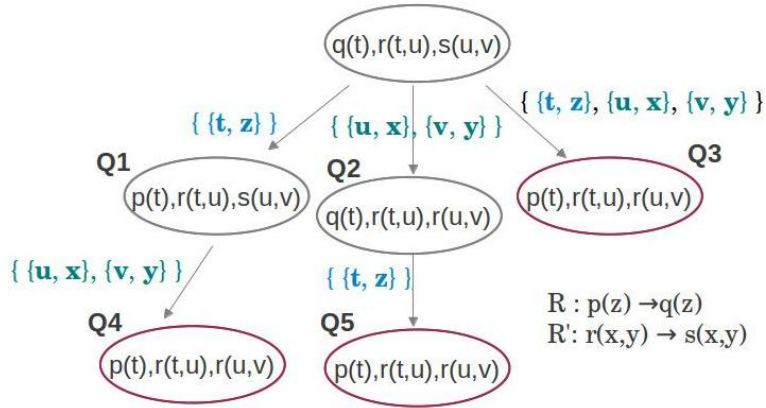 q(t),r(t,u),s(u,v)
{ {t, z} }
{ {u, x}, {v, y} }
{ {t, z}, {u, x}, {v, y} }
Q1
Q2
Q3
p(t),r(t,u),s(u,v)
q(t),r(t,u),r(u,v)
p(t),r(t,u),r(u,v)
{ {u, x}, {v, y} }
{ {t, z} }
Q4
Q5
p(t),r(t,u),r(u,v)
p(t),r(t,u),r(u,v)
R : p(z) →q(z)
R': r(x,y) → s(x,y)